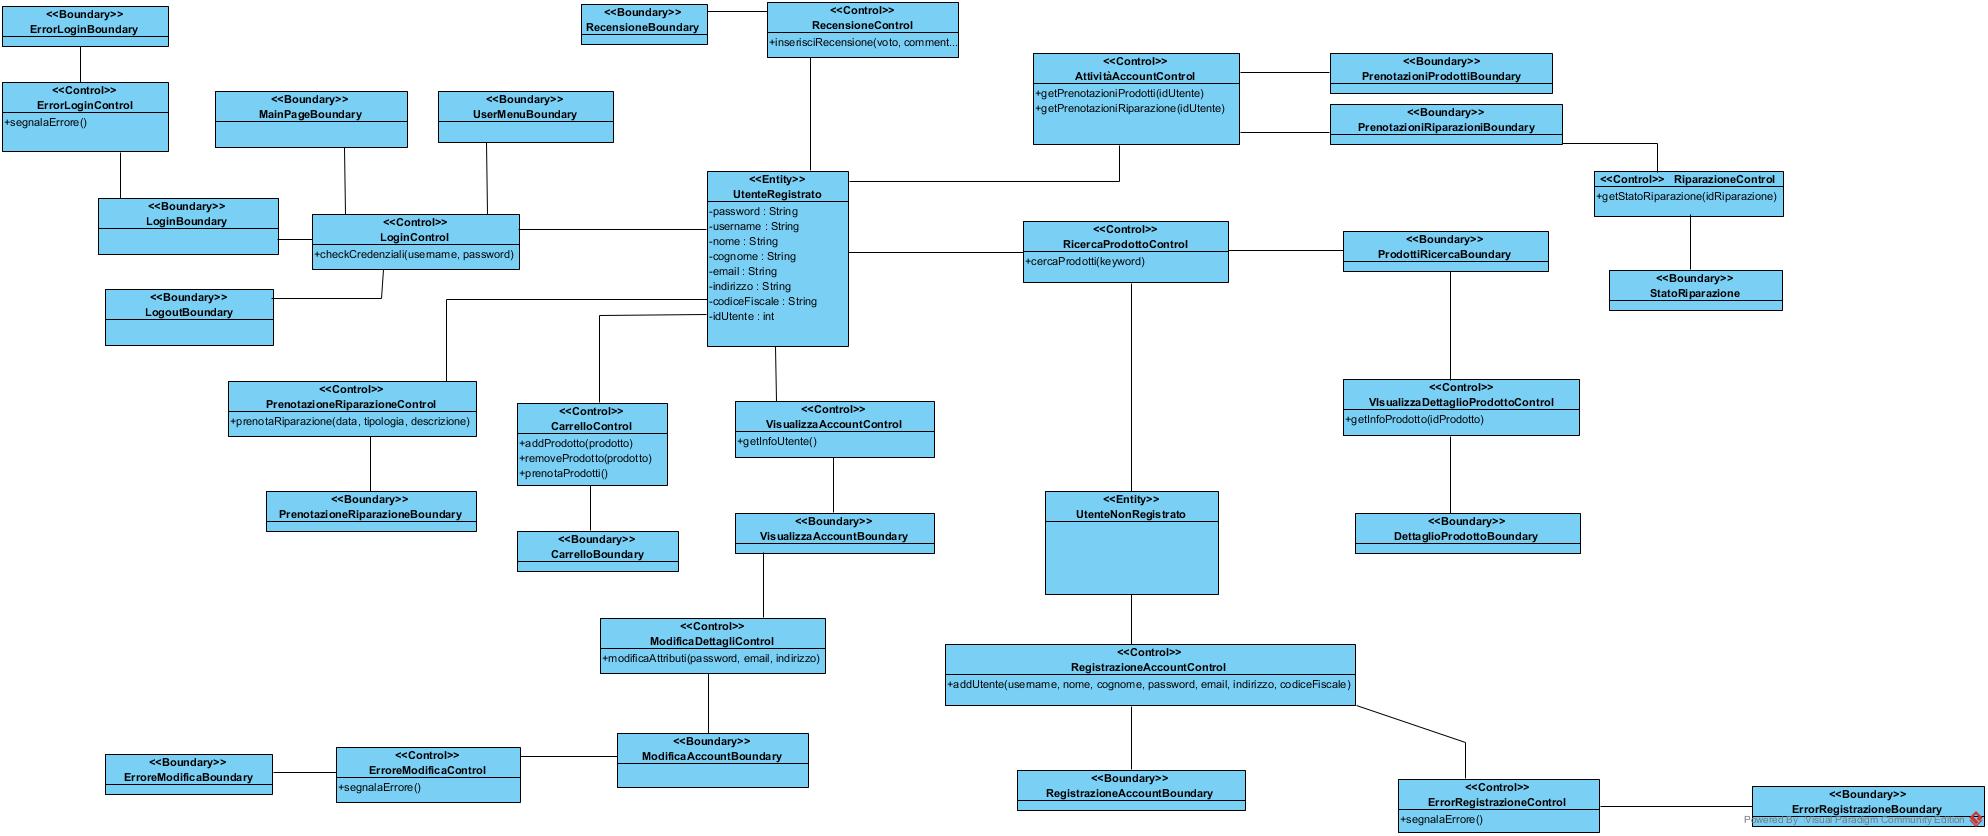 <<Boundary>>
ErrorLoginBoundary
<<Control>>
ErrorLoginControl
+segnalaErrore()
<<Boundary>>
MainPageBoundary
<<Boundary>>
UserMenuBoundary
<<Boundary>>
LoginBoundary
<<Control>>
LoginControl
+checkCredenziali(username, password)
<<Boundary>>
LogoutBoundary
<<Boundary>>
RecensioneBoundary
<<Control>>
RecensioneControl
+inserisciRecensione(voto, comment...
<<Entity>>
UtenteRegistrato
-password : String
-username : String
-nome : String
-cognome : String
-email : String
-indirizzo : String
-codiceFiscale : String
-idUtente : int
<<Control>>
AttivitàAccountControl
+getPrenotazioniProdotti(idUtente)
+getPrenotazioniRiparazione(idUtente)
<<Boundary>>
PrenotazioniProdottiBoundary
<<Boundary>>
PrenotazioniRiparazioniBoundary
<<Control>> RiparazioneControl
+getStatoRiparazione(idRiparazione)
<<Boundary>>
StatoRiparazione
<<Control>>
RicercaProdottoControl
+cercaProdotti(keyword)
<<Boundary>>
ProdottiRicercaBoundary
<<Control>>
VIsualizzaDettaglioProdottoControl
+getInfoProdotto(idProdotto)
<<Boundary>>
DettaglioProdottoBoundary
<<Control>>
PrenotazioneRiparazioneControl
+prenotaRiparazione(data, tipologia, descrizione)
<<Boundary>>
PrenotazioneRiparazioneBoundary
<<Control>>
CarrelloControl
+addProdotto(prodotto)
+removeProdotto(prodotto)
+prenotaProdotti()
<<Boundary>>
CarrelloBoundary
<<Control>>
VisualizzaAccountControl
+getInfoUtente()
<<Boundary>>
VisualizzaAccountBoundary
<<Control>>
ModificaDettagliControl
+modificaAttributi(password, email, indirizzo)
<<Boundary>>
ModificaAccountBoundary
<<Control>>
ErroreModificaControl
+segnalaErrore()
<<Boundary>>
ErroreModificaBoundary
<<Entity>>
UtenteNonRegistrato
<<Control>>
RegistrazioneAccountControl
+addUtente(username, nome, cognome, password, email, indirizzo, codiceFiscale)
<<Boundary>>
RegistrazioneAccountBoundary
<<Control>>
ErrorRegistrazioneControl
+segnalaErrore()
<<Boundary>>
ErrorRegistrazioneBoundary
Powered By Visual Paradigm Community Edition